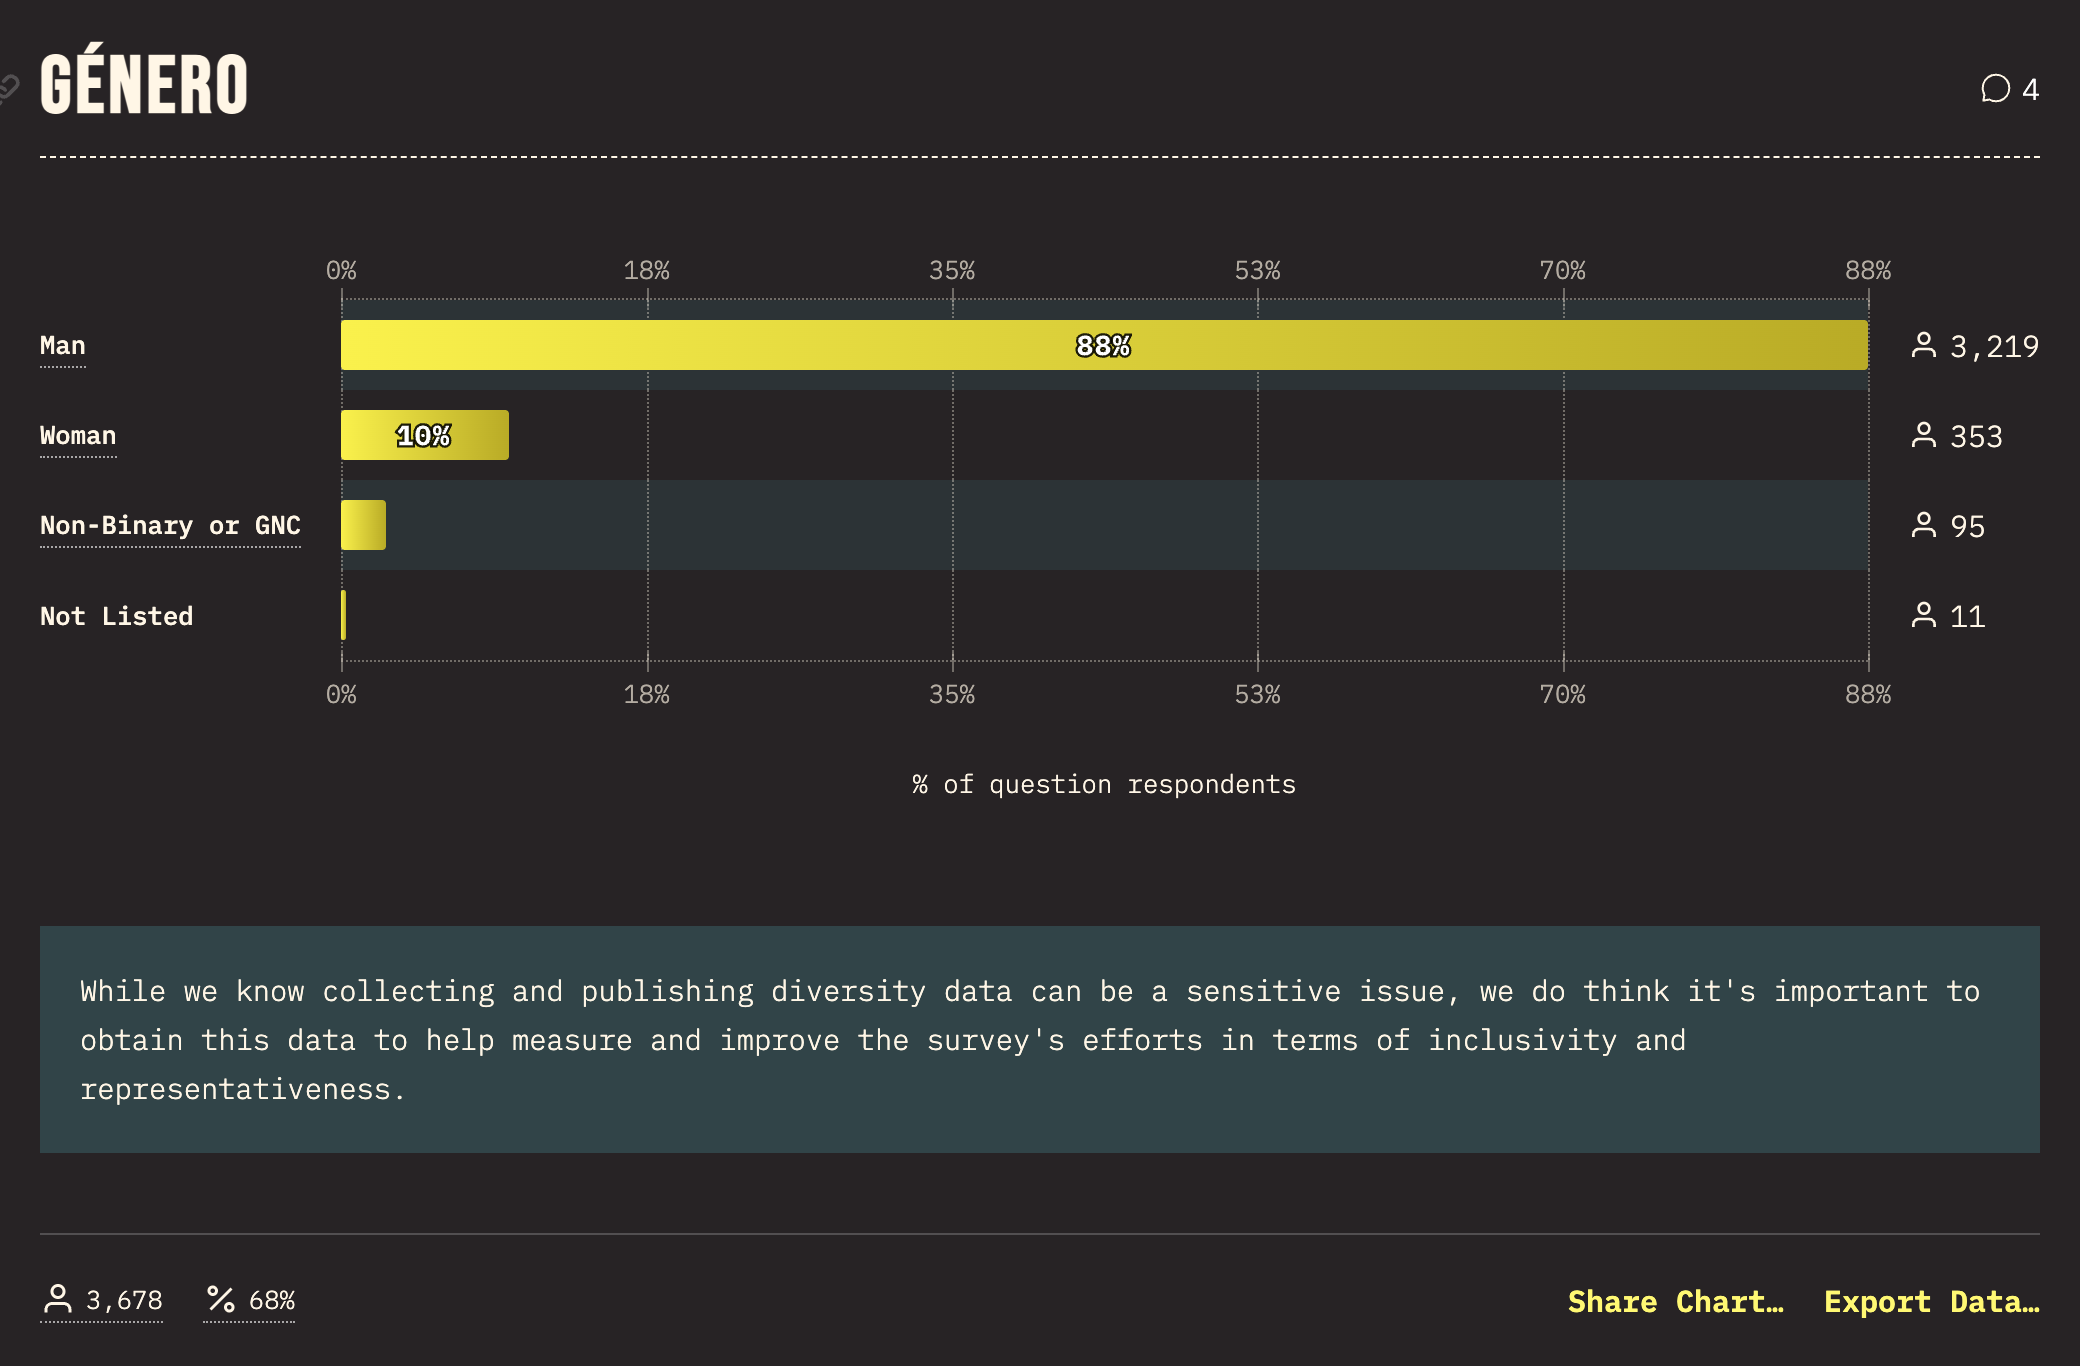 GÉNERO
4
0% 18% 35% 53% 70% 88%
Man 88% 3,219
Woman 10% 353
Non-Binary or GNC 95
Not Listed 11
0% 18% 35% 53% 70% 88%
% of question respondents
While we know collecting and publishing diversity data can be a sensitive issue, we do think it's important to
obtain this data to help measure and improve the survey's efforts in terms of inclusivity and
representativeness.
3,678 % 68% Share Chart… Export Data…